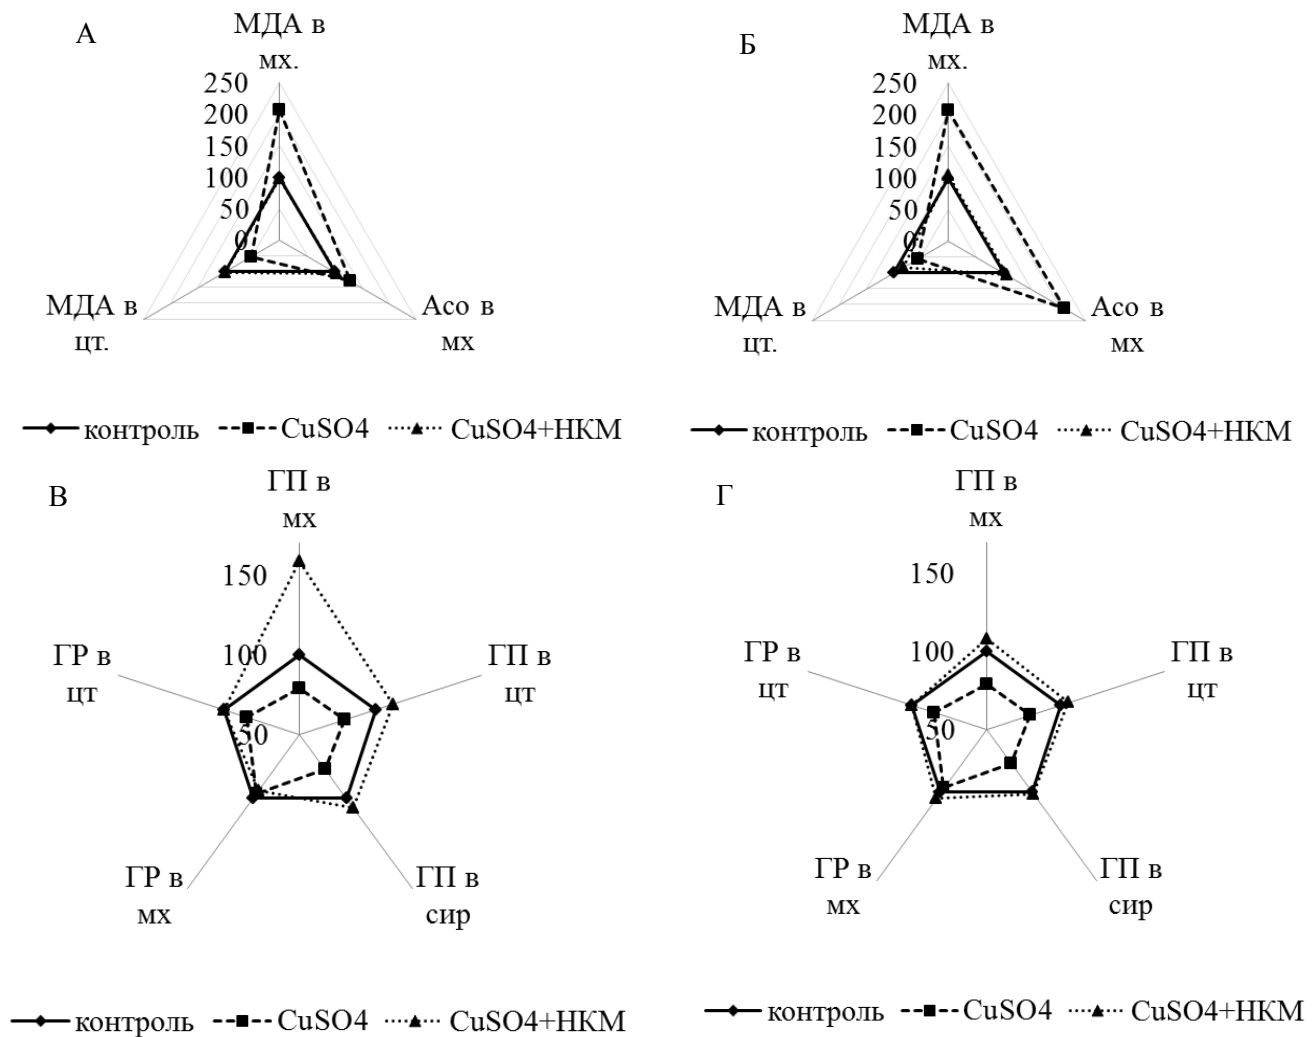 А
МДА в
мх.
250
200
150
100
50
0
МДА в
цт.
Асо в
мх
контроль CuSO4 CuSO4+НКМ
Б
МДА в
мх.
250
200
150
100
50
0
МДА в
цт.
Асо в
мх
контроль CuSO4 CuSO4+НКМ
В
ГП в
мх
150
100
50
ГР в
цт
ГП в
цт
ГР в
мх
ГП в
сир
контроль CuSO4 CuSO4+НКМ
Г
ГП в
мх
150
100
50
ГР в
цт
ГП в
цт
ГР в
мх
ГП в
сир
контроль CuSO4 CuSO4+НКМ